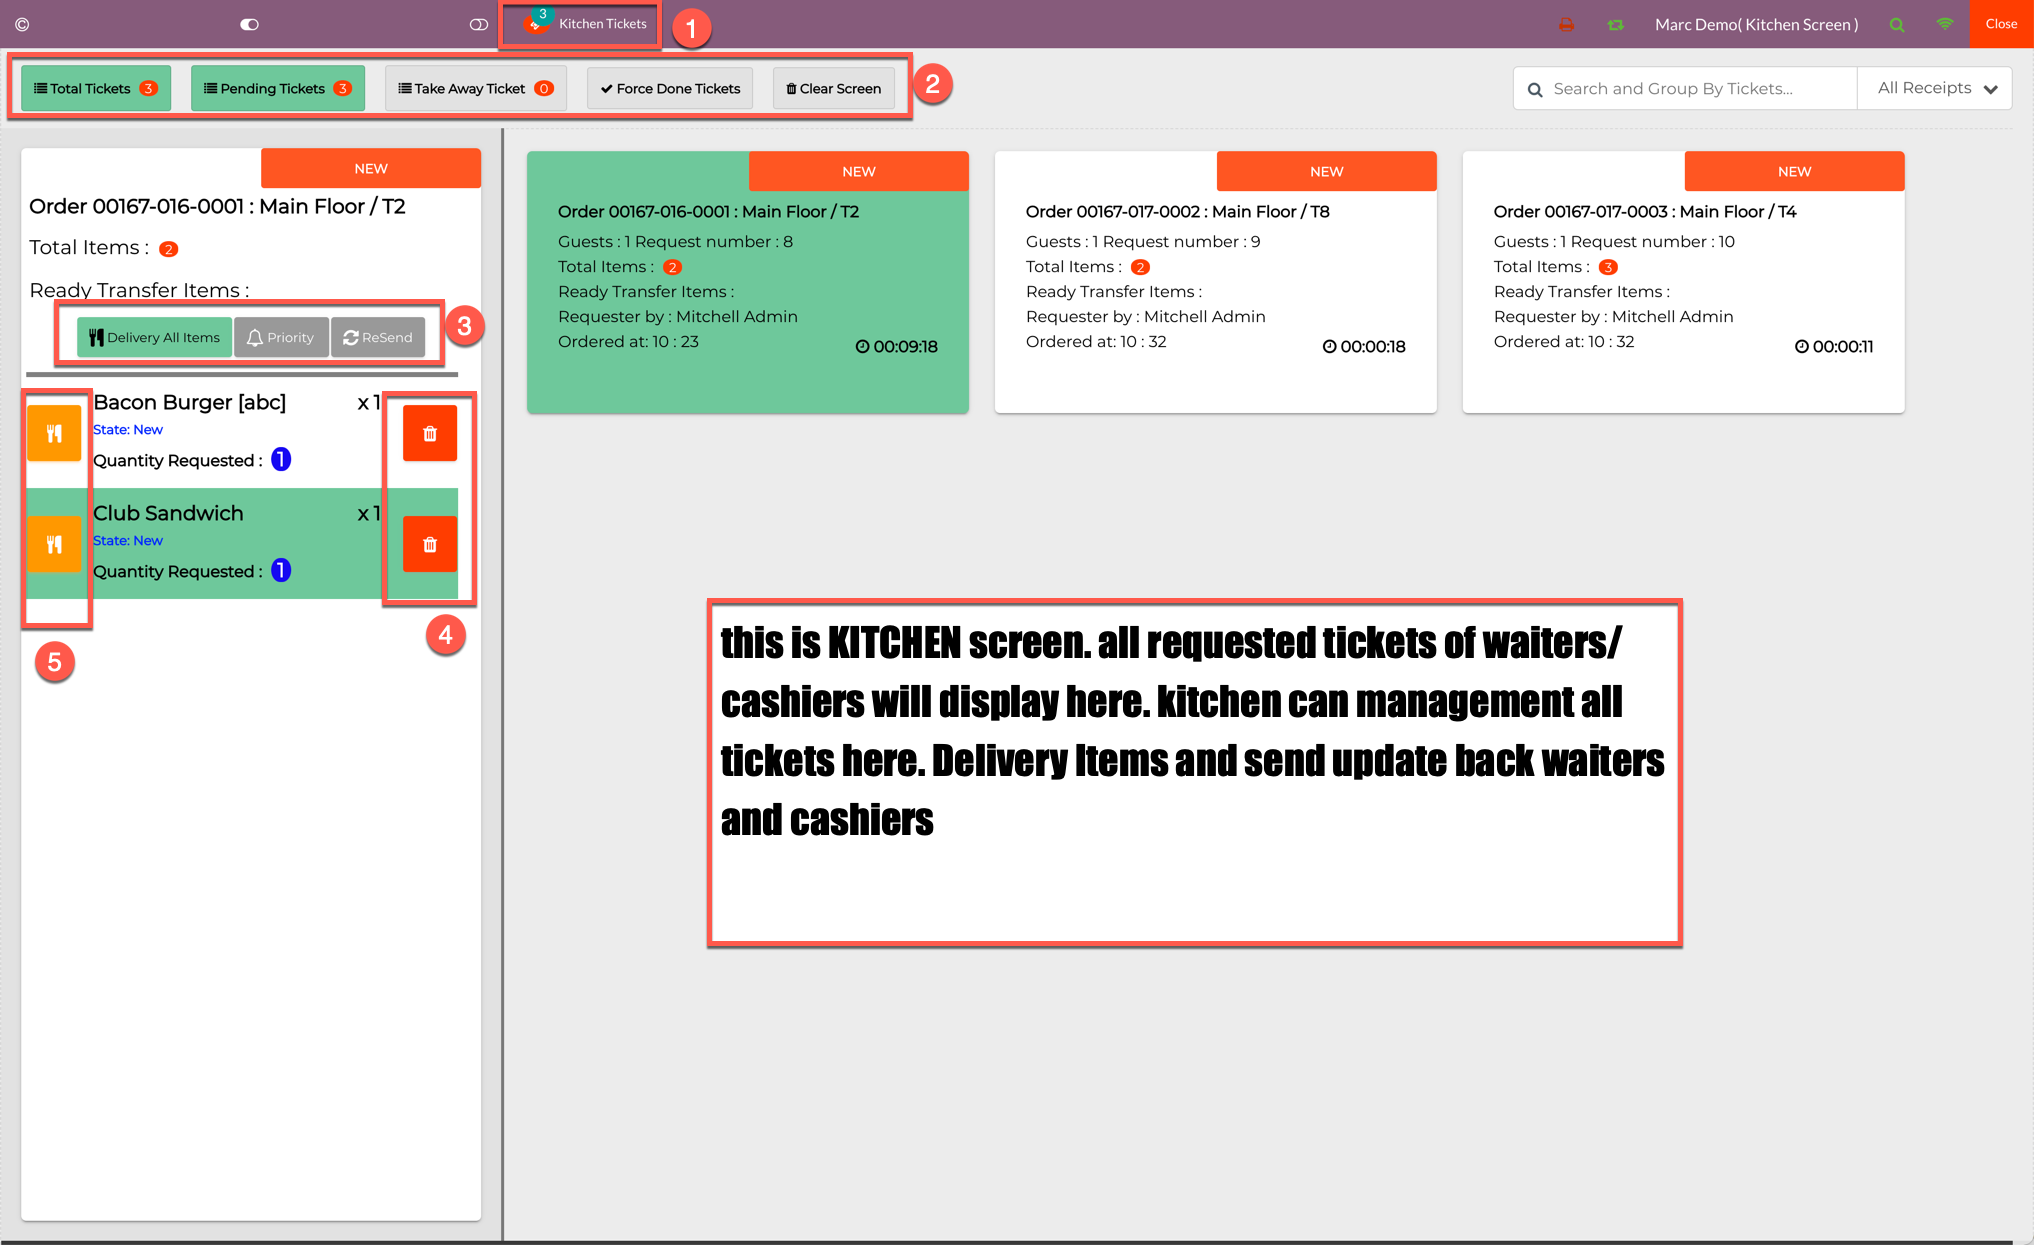 ©
3
Kitchen Tickets
1
Marc Demo( Kitchen Screen )
Close
Total Tickets 3
Pending Tickets 3
Take Away Ticket 0
Force Done Tickets
Clear Screen
2
Search and Group By Tickets...
All Receipts
NEW
Order 00167-016-0001 : Main Floor / T2
Total Items : 2
Ready Transfer Items :
Delivery All Items
Priority
ReSend
3
Bacon Burger [abc] x 1
State: New
Quantity Requested : 1
Club Sandwich x 1
State: New
Quantity Requested : 1
4
5
NEW
Order 00167-016-0001 : Main Floor / T2
Guests : 1 Request number : 8
Total Items : 2
Ready Transfer Items :
Requester by : Mitchell Admin
Ordered at: 10 : 23
00:09:18
NEW
Order 00167-017-0002 : Main Floor / T8
Guests : 1 Request number : 9
Total Items : 2
Ready Transfer Items :
Requester by : Mitchell Admin
Ordered at: 10 : 32
00:00:18
NEW
Order 00167-017-0003 : Main Floor / T4
Guests : 1 Request number : 10
Total Items : 3
Ready Transfer Items :
Requester by : Mitchell Admin
Ordered at: 10 : 32
00:00:11
this is KITCHEN screen. all requested tickets of waiters/
cashiers will display here. kitchen can management all
tickets here. Delivery Items and send update back waiters
and cashiers